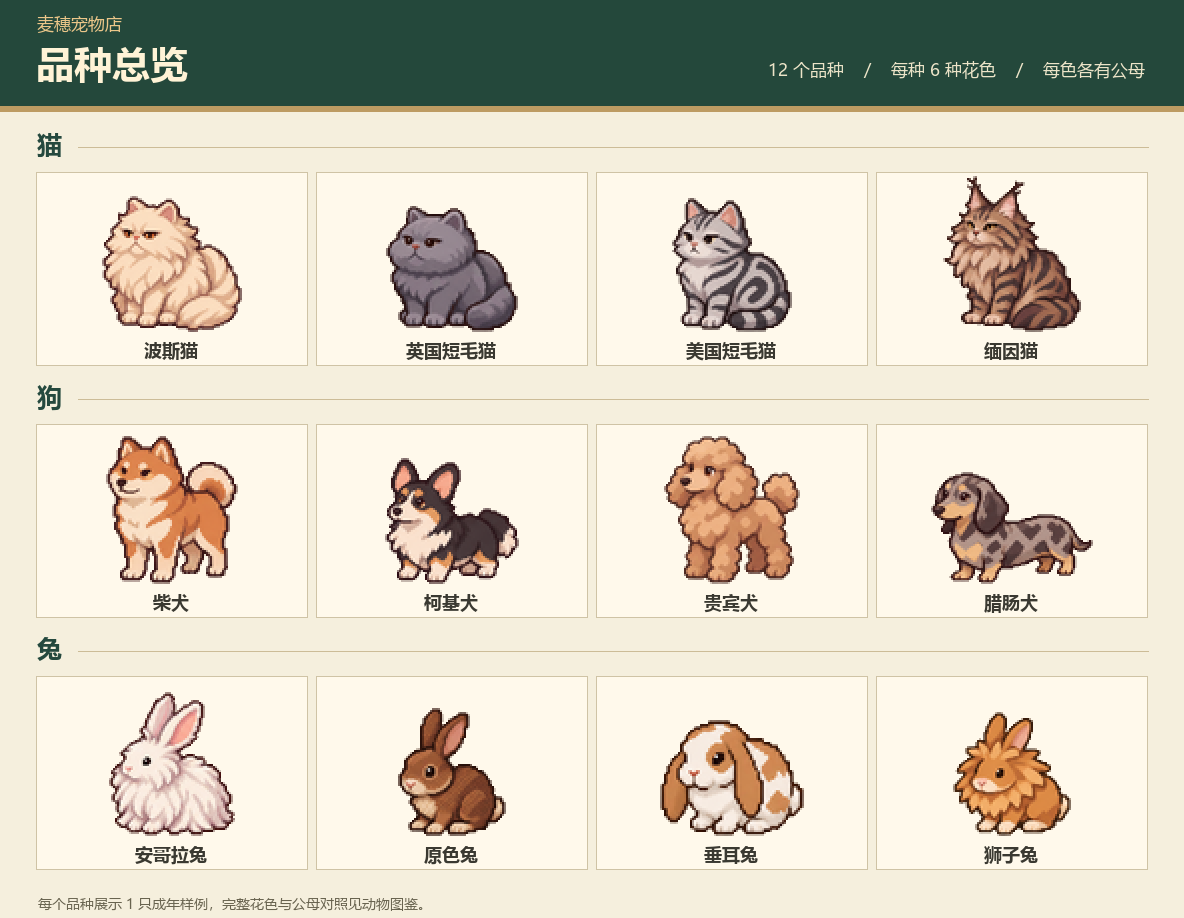 麦穗宠物店
品种总览
12 个品种 / 每种 6 种花色 / 每色各有公母
猫
波斯猫 英国短毛猫 美国短毛猫 缅因猫
狗
柴犬 柯基犬 贵宾犬 腊肠犬
兔
安哥拉兔 原色兔 垂耳兔 狮子兔
每个品种展示 1 只成年样例，完整花色与公母对照见动物图鉴。